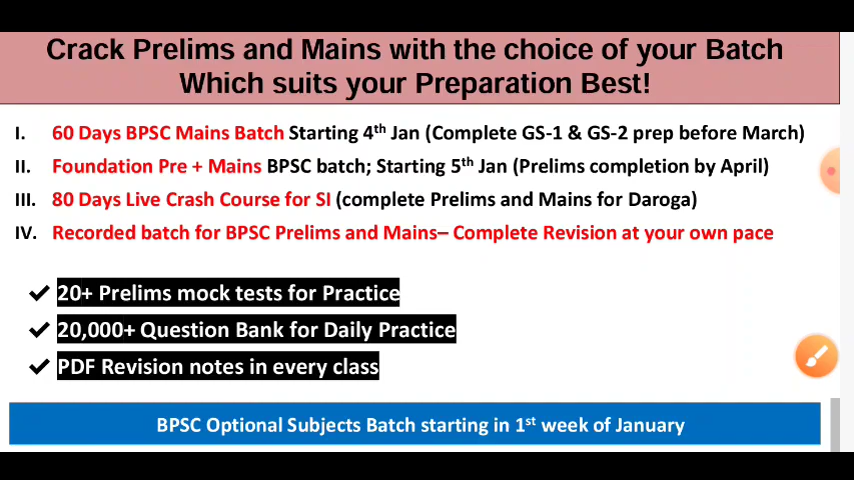 Crack Prelims and Mains with the choice of your Batch
Which suits your Preparation Best!
I. 60 Days BPSC Mains Batch Starting 4th Jan (Complete GS-1 & GS-2 prep before March)
II. Foundation Pre + Mains BPSC batch; Starting 5th Jan (Prelims completion by April)
III. 80 Days Live Crash Course for SI (complete Prelims and Mains for Daroga)
IV. Recorded batch for BPSC Prelims and Mains– Complete Revision at your own pace
✓ 20+ Prelims mock tests for Practice
✓ 20,000+ Question Bank for Daily Practice
✓ PDF Revision notes in every class
BPSC Optional Subjects Batch starting in 1st week of January